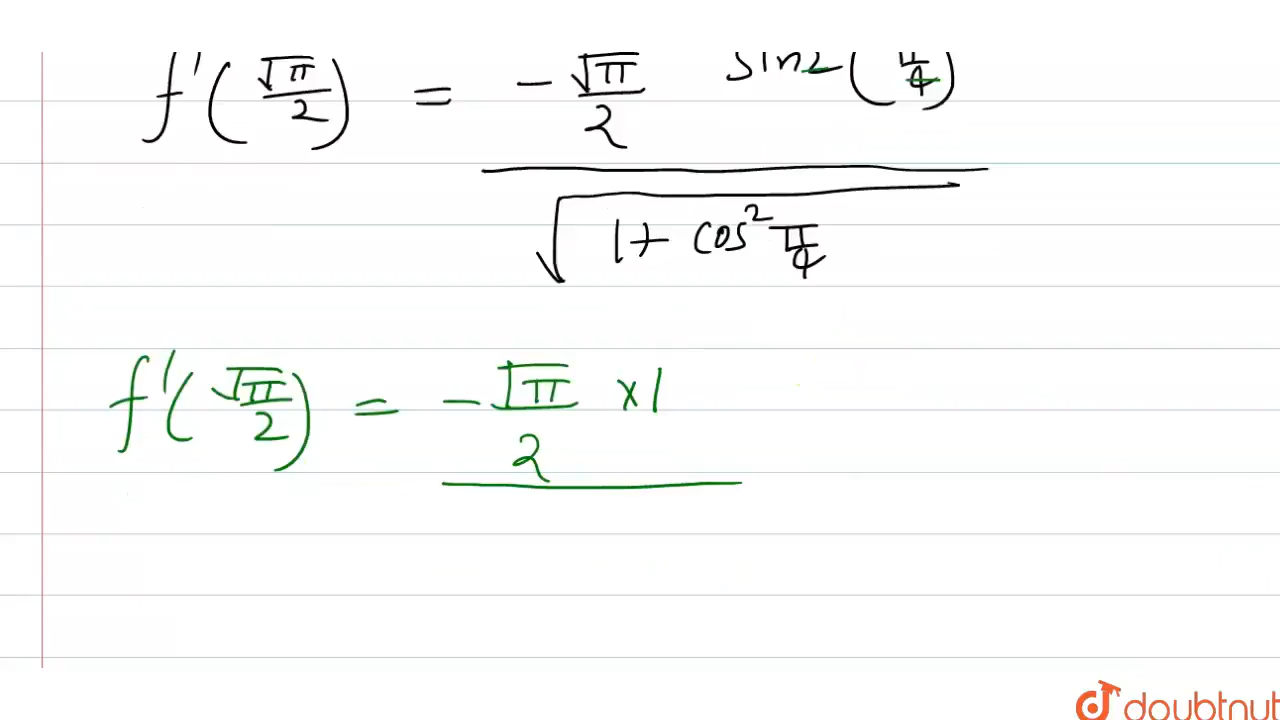 f'(√π/2) = -√π/2 sin2(π/4)
√(1 + cos²π/4)
f'(√π/2) = -√π/2 ×1
doubtnut